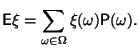 Eξ = ∑_{ω∈Ω} ξ(ω)P(ω).